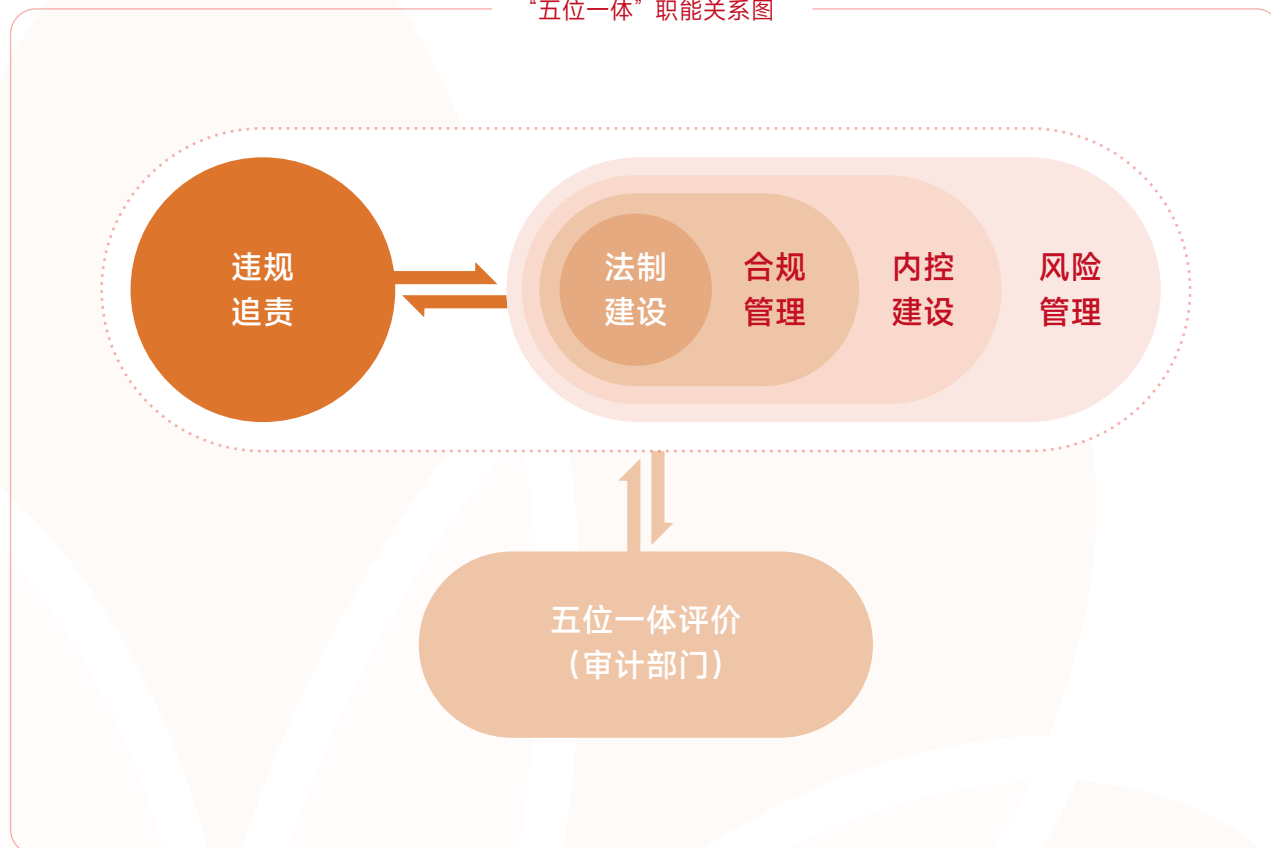 “五位一体”职能关系图
违规
追责
法制
建设
合规
管理
内控
建设
风险
管理
五位一体评价
（审计部门）